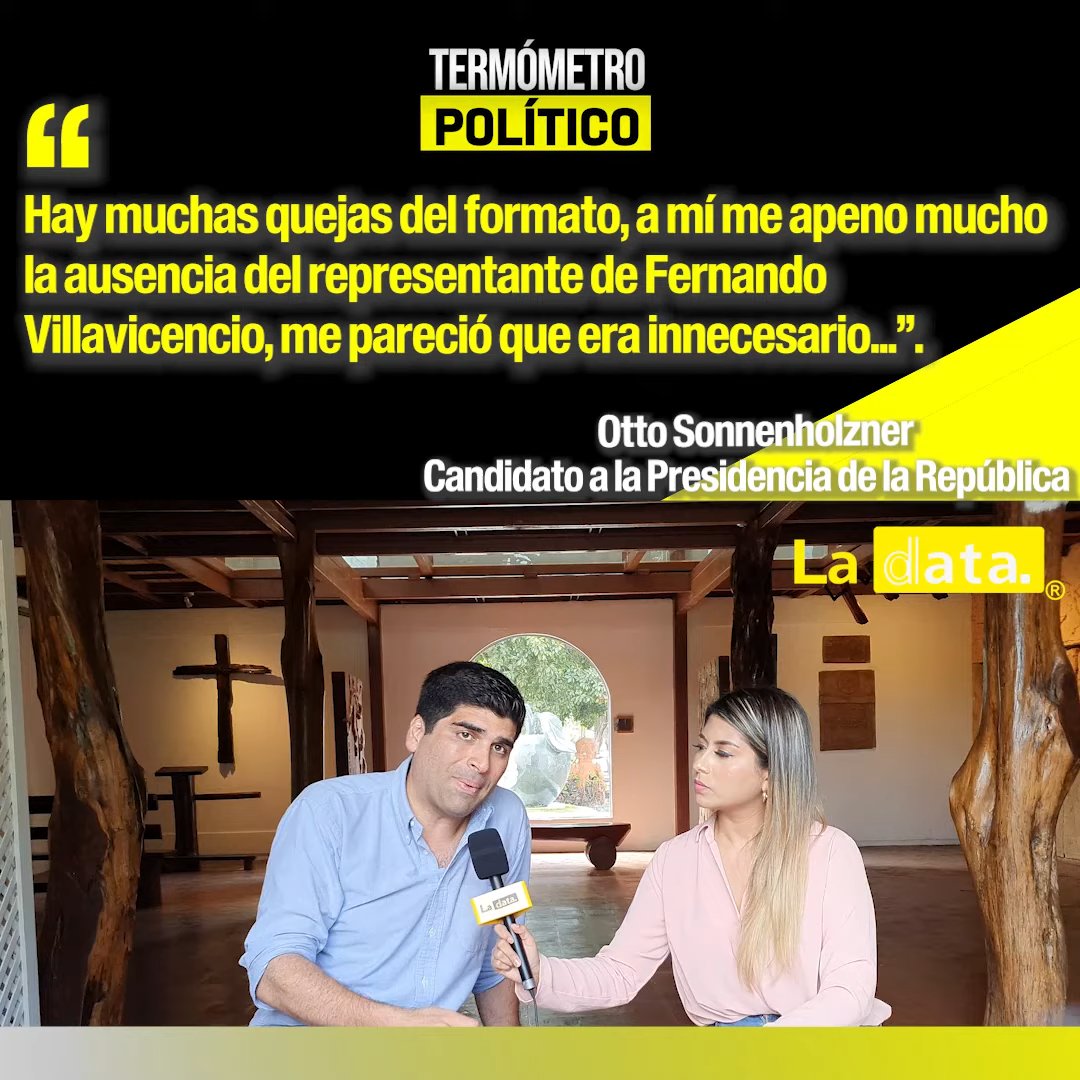 TERMÓMETRO
POLÍTICO
“
Hay muchas quejas del formato, a mí me apeno mucho
la ausencia del representante de Fernando
Villavicencio, me pareció que era innecesario...”.
Otto Sonnenholzner
Candidato a la Presidencia de la República
La data.®
La data.